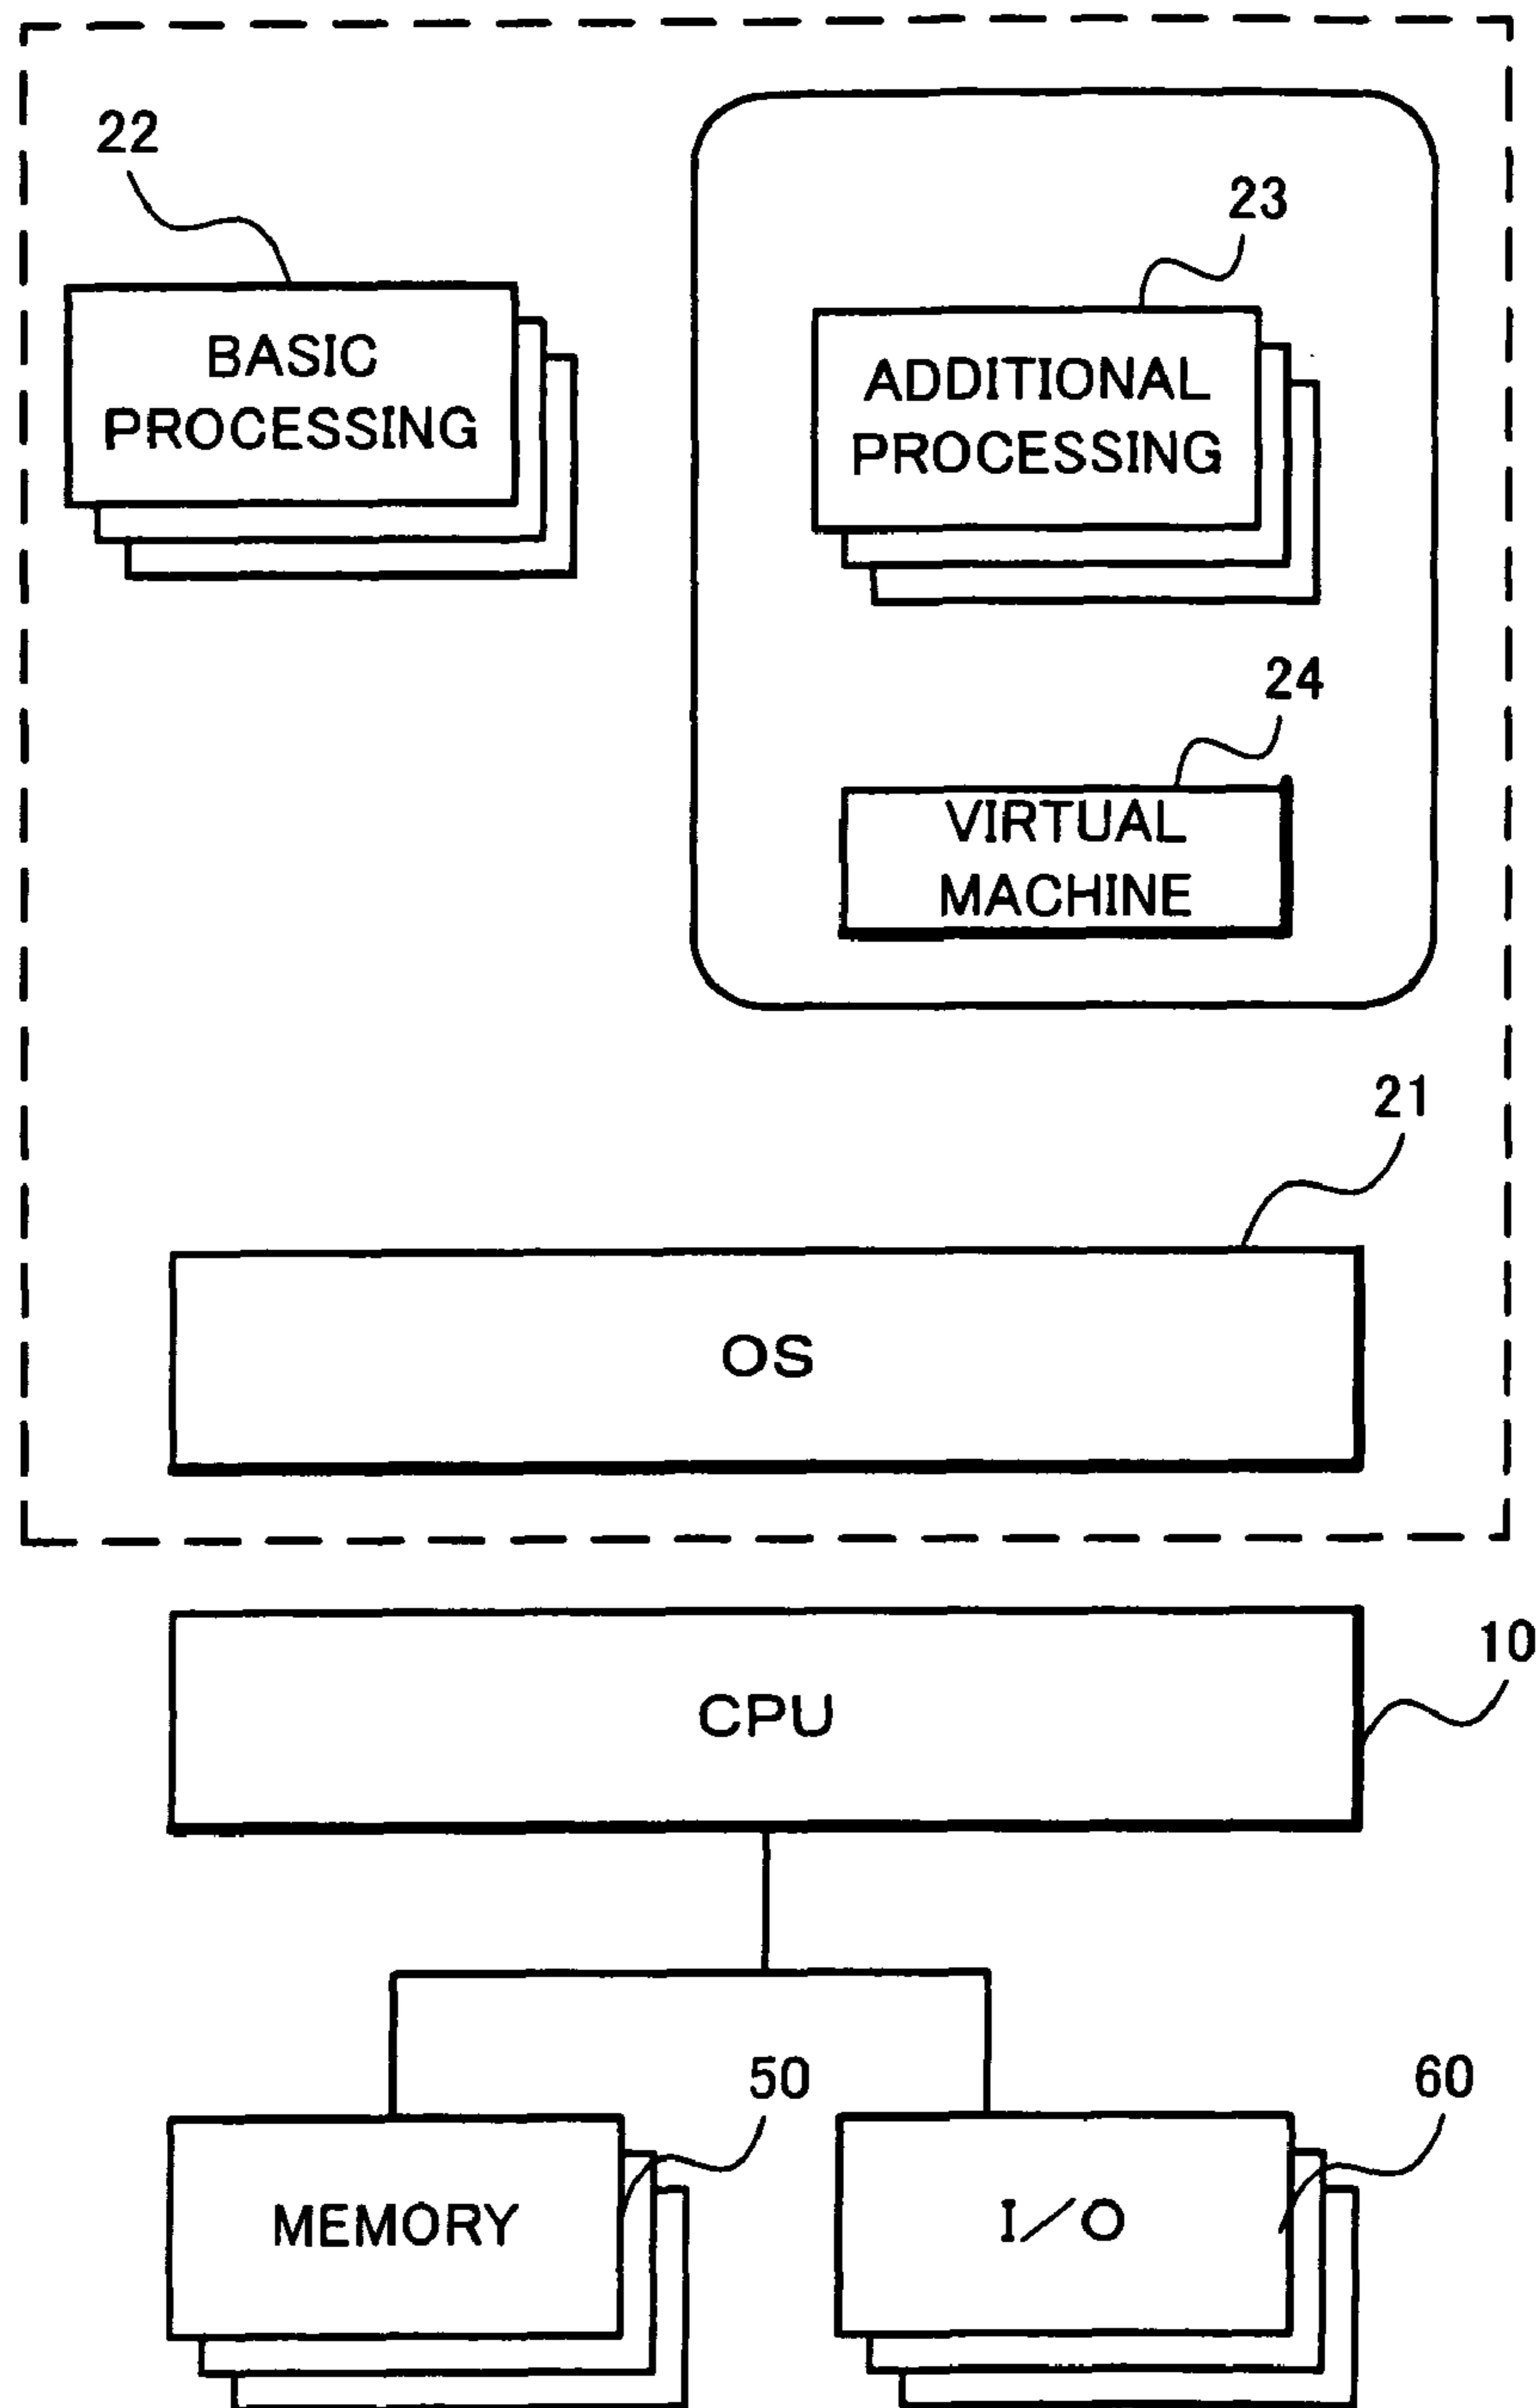 22
BASIC
PROCESSING
23
ADDITIONAL
PROCESSING
24
VIRTUAL
MACHINE
21
OS
10
CPU
50
MEMORY
60
I/O